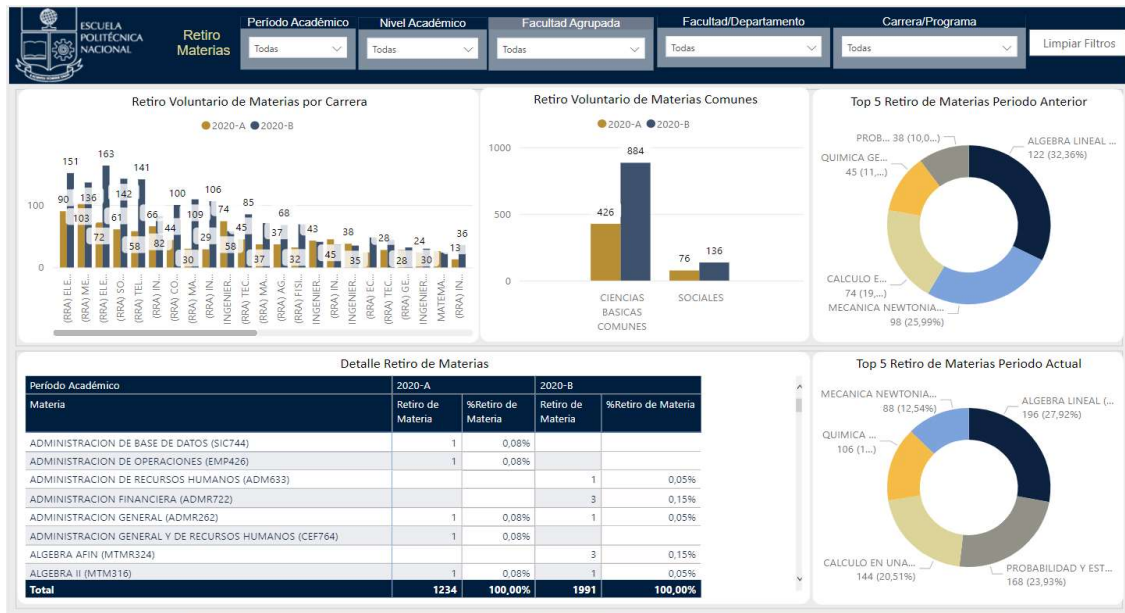 ESCUELA
POLITÉCNICA
NACIONAL
Retiro
Materias
Período Académico
Todas
Nivel Académico
Todas
Facultad Agrupada
Todas
Facultad/Departamento
Todas
Carrera/Programa
Todas
Limpiar Filtros
Retiro Voluntario de Materias por Carrera
2020-A 2020-B
100
0
151 163 141
90 136 142 100 106
103 61 66 109 74 85
72 58 82 44 29 58 45 37 68 43 38 28 24 36
30 37 32 45 35 28 30 13
(RRA) ELE...
(RRA) ME...
(RRA) ELE...
(RRA) SO...
(RRA) TEL...
(RRA) IN...
(RRA) CO...
(RRA) MA...
(RRA) IN...
INGENIER...
(RRA) TEC...
(RRA) MA...
(RRA) AG...
(RRA) FISI...
INGENIER...
(RRA) IN...
INGENIER...
(RRA) EC...
(RRA) TEC...
(RRA) GE...
INGENIER...
MATEMA...
(RRA) IN...
Retiro Voluntario de Materias Comunes
2020-A 2020-B
1000
500
0
884
426
76
136
CIENCIAS
BASICAS
COMUNES
SOCIALES
Top 5 Retiro de Materias Periodo Anterior
PROB... 38 (10,0...)
ALGEBRA LINEAL ...
122 (32,36%)
QUIMICA GE...
45 (11,...)
CALCULO E...
74 (19,...)
MECANICA NEWTONIA...
98 (25,99%)
Detalle Retiro de Materias
Período Académico 2020-A 2020-B
Materia Retiro de Materia %Retiro de Materia Retiro de Materia %Retiro de Materia
ADMINISTRACION DE BASE DE DATOS (SIC744) 1 0,08%
ADMINISTRACION DE OPERACIONES (EMP426) 1 0,08%
ADMINISTRACION DE RECURSOS HUMANOS (ADM633) 1 0,05%
ADMINISTRACION FINANCIERA (ADMR722) 3 0,15%
ADMINISTRACION GENERAL (ADMR262) 1 0,08% 1 0,05%
ADMINISTRACION GENERAL Y DE RECURSOS HUMANOS (CEF764) 1 0,08%
ALGEBRA AFIN (MTMR324) 3 0,15%
ALGEBRA II (MTM316) 1 0,08% 1 0,05%
Total 1234 100,00% 1991 100,00%
Top 5 Retiro de Materias Periodo Actual
MECANICA NEWTONIA...
88 (12,54%)
ALGEBRA LINEAL (...
196 (27,92%)
QUIMICA ...
106 (1...)
CALCULO EN UNA...
144 (20,51%)
PROBABILIDAD Y EST...
168 (23,93%)